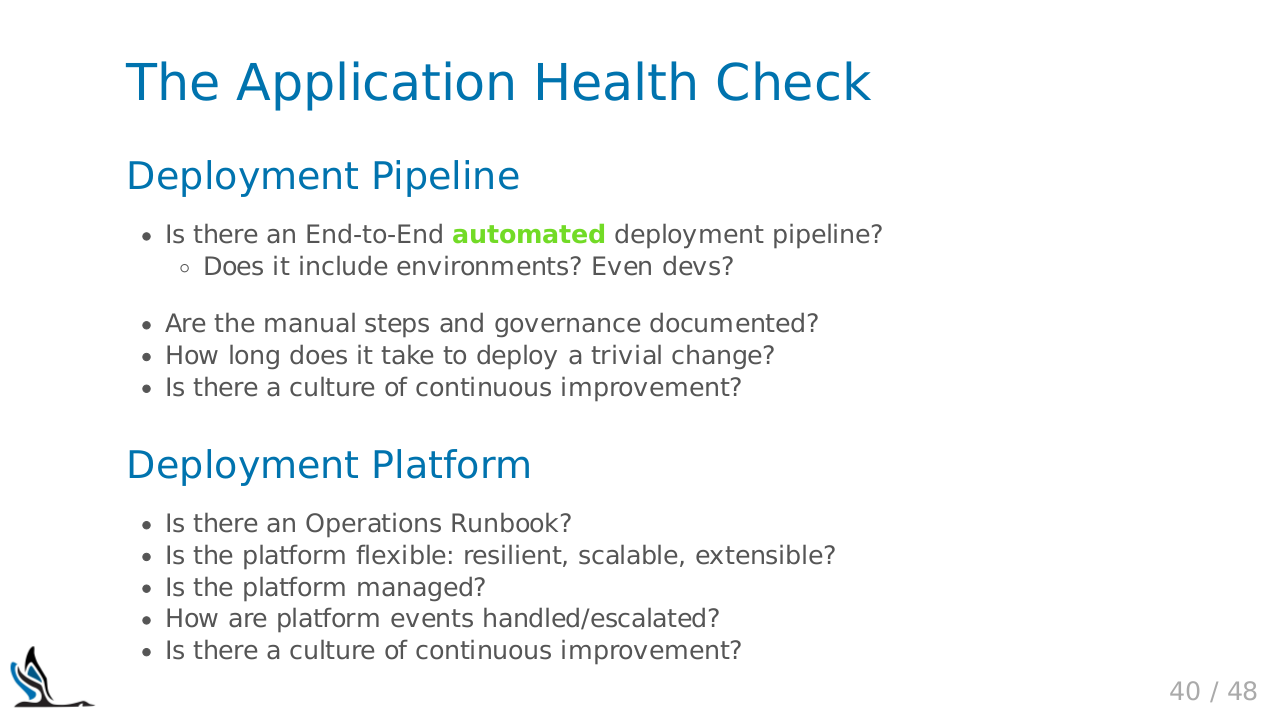 The Application Health Check
Deployment Pipeline
• Is there an End-to-End automated deployment pipeline?
◦ Does it include environments? Even devs?
• Are the manual steps and governance documented?
• How long does it take to deploy a trivial change?
• Is there a culture of continuous improvement?
Deployment Platform
• Is there an Operations Runbook?
• Is the platform flexible: resilient, scalable, extensible?
• Is the platform managed?
• How are platform events handled/escalated?
• Is there a culture of continuous improvement?
40 / 48